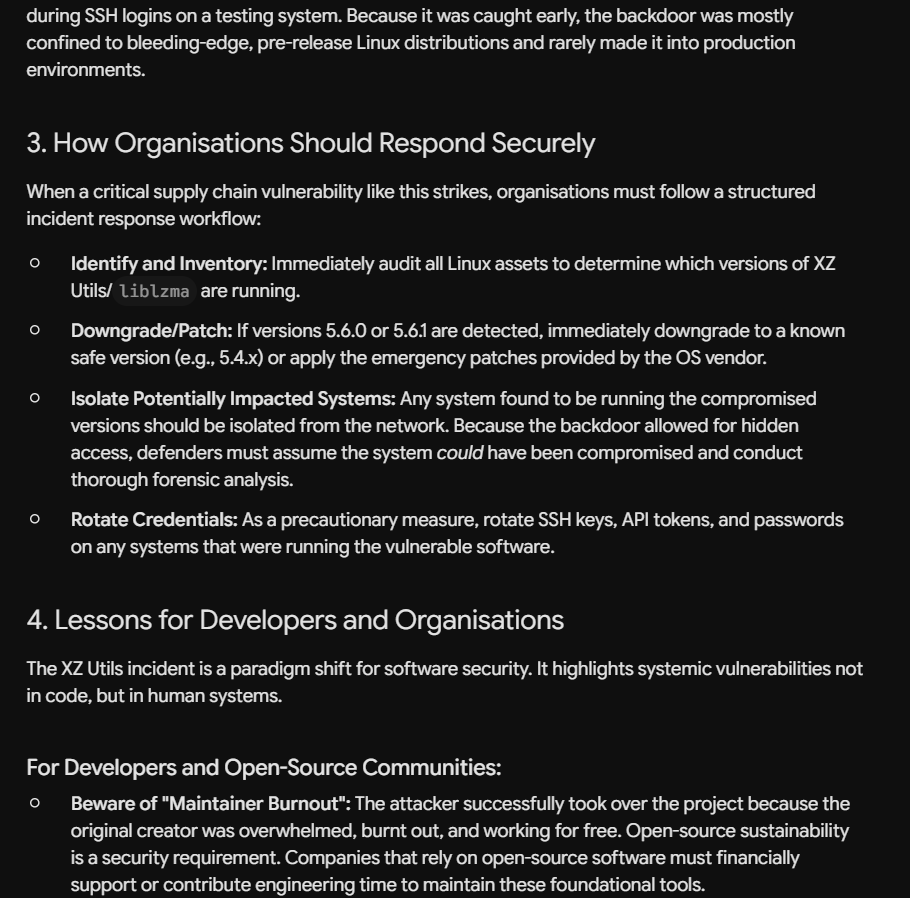 during SSH logins on a testing system. Because it was caught early, the backdoor was mostly
confined to bleeding-edge, pre-release Linux distributions and rarely made it into production
environments.
3. How Organisations Should Respond Securely
When a critical supply chain vulnerability like this strikes, organisations must follow a structured
incident response workflow:
Identify and Inventory: Immediately audit all Linux assets to determine which versions of XZ
Utils/ liblzma are running.
Downgrade/Patch: If versions 5.6.0 or 5.6.1 are detected, immediately downgrade to a known
safe version (e.g., 5.4.x) or apply the emergency patches provided by the OS vendor.
Isolate Potentially Impacted Systems: Any system found to be running the compromised
versions should be isolated from the network. Because the backdoor allowed for hidden
access, defenders must assume the system could have been compromised and conduct
thorough forensic analysis.
Rotate Credentials: As a precautionary measure, rotate SSH keys, API tokens, and passwords
on any systems that were running the vulnerable software.
4. Lessons for Developers and Organisations
The XZ Utils incident is a paradigm shift for software security. It highlights systemic vulnerabilities not
in code, but in human systems.
For Developers and Open-Source Communities:
Beware of "Maintainer Burnout": The attacker successfully took over the project because the
original creator was overwhelmed, burnt out, and working for free. Open-source sustainability
is a security requirement. Companies that rely on open-source software must financially
support or contribute engineering time to maintain these foundational tools.